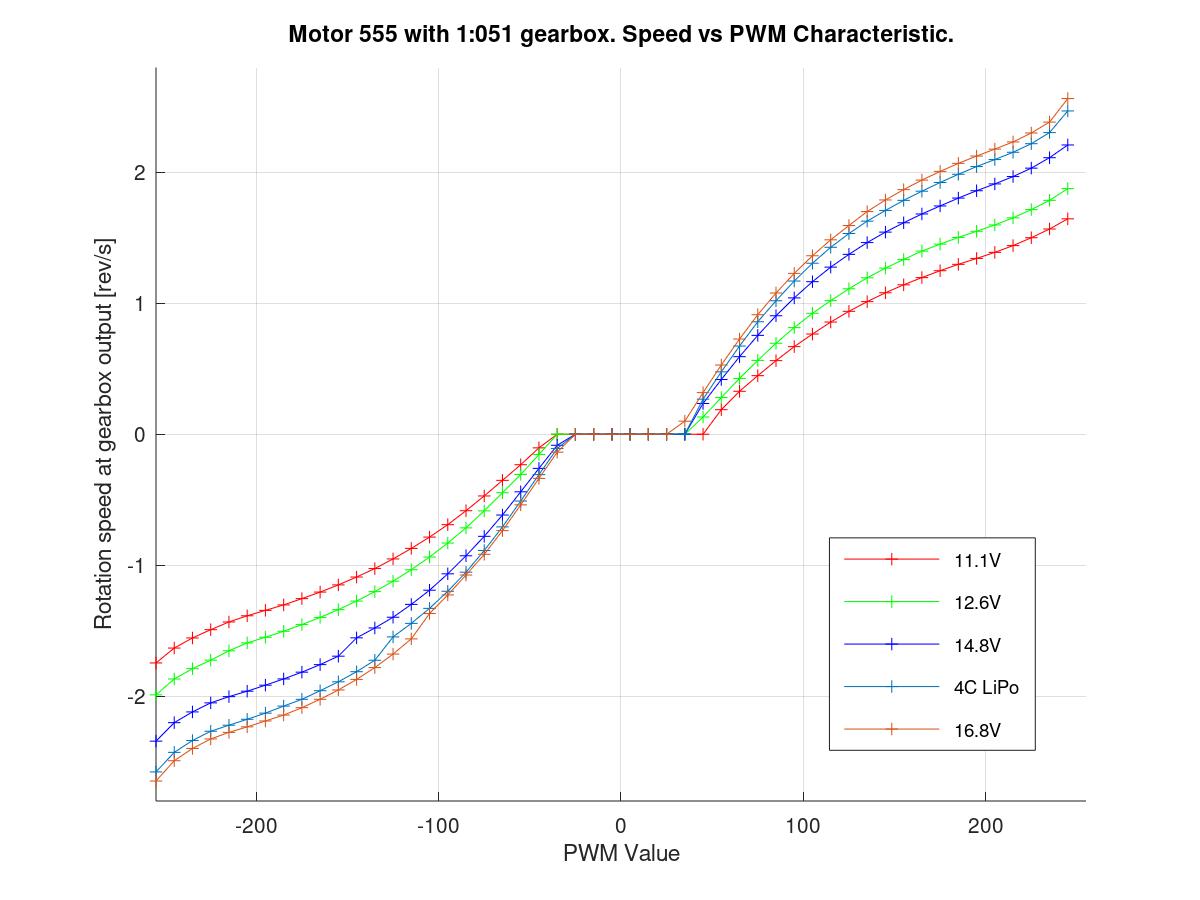 Motor 555 with 1:051 gearbox. Speed vs PWM Characteristic.
Rotation speed at gearbox output [rev/s]
2
1
0
-1
-2
11.1V
12.6V
14.8V
4C LiPo
16.8V
-200
-100
0
100
200
PWM Value